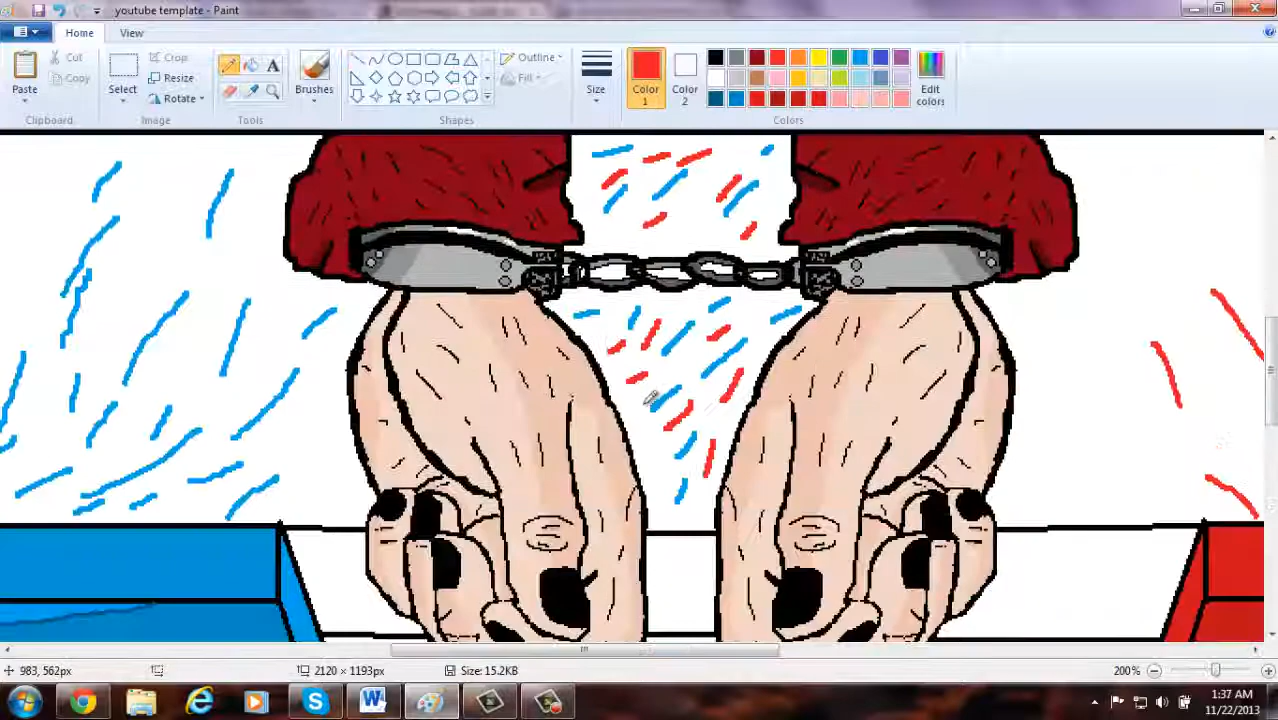 youtube template - Paint
Home
View
Paste
Cut
Copy
Clipboard
Select
Crop
Resize
Rotate
Image
A
Tools
Brushes
Outline
Fill
Shapes
Size
Color 1
Color 2
Edit colors
Colors
983, 562px
2120 × 1193px
Size: 15.2KB
200%
1:37 AM
11/22/2013